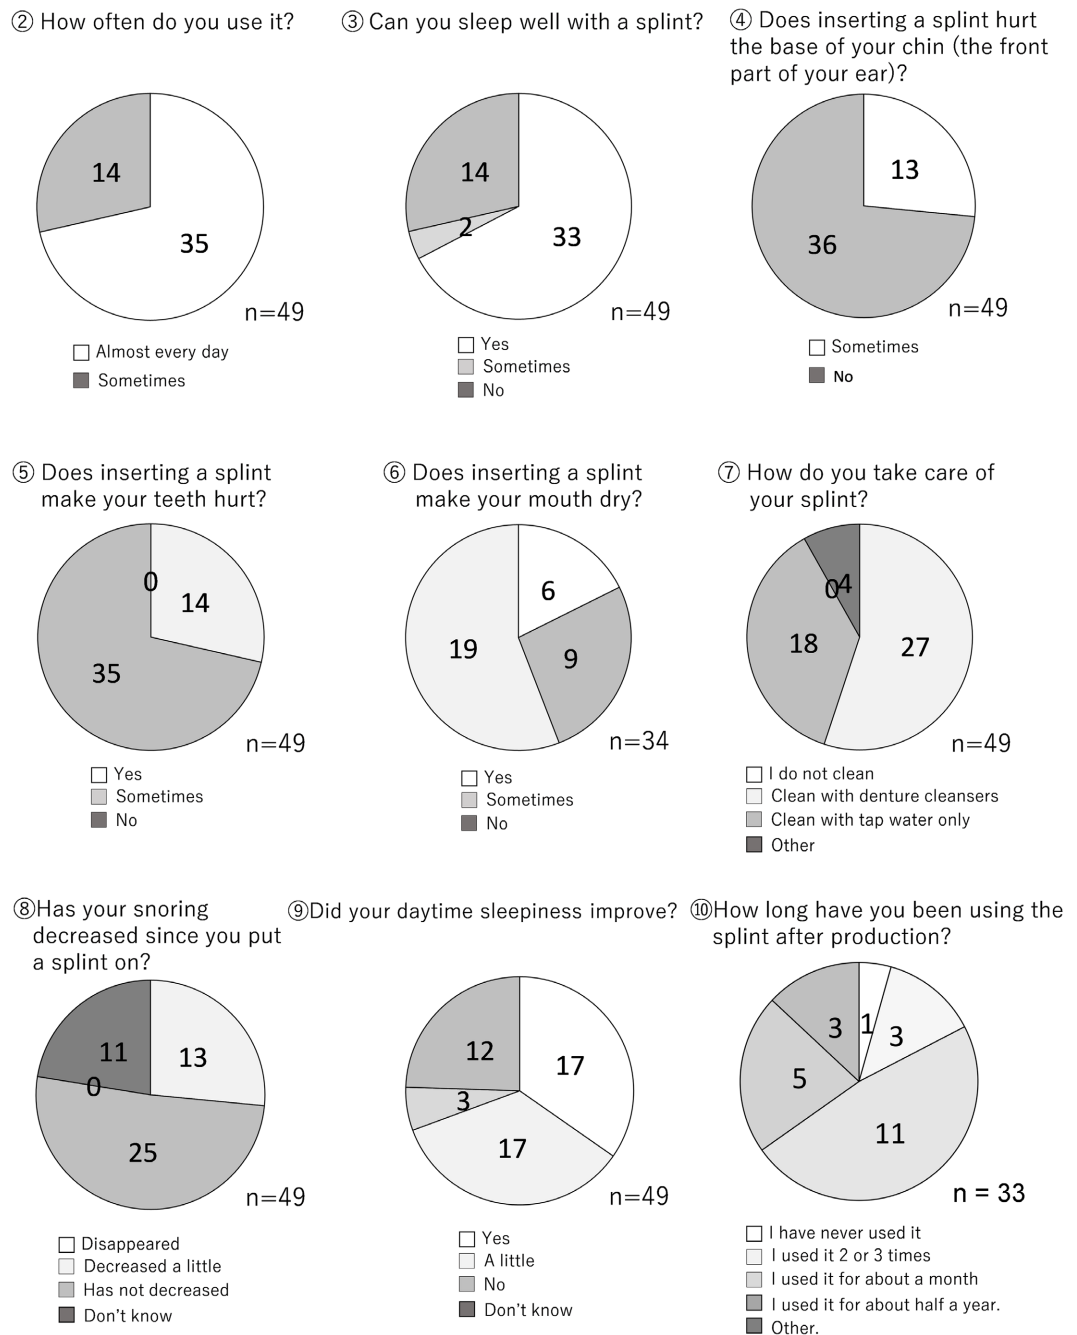 ② How often do you use it?
14
35
n=49
Almost every day
Sometimes
③ Can you sleep well with a splint?
14
2
33
n=49
Yes
Sometimes
No
④ Does inserting a splint hurt
the base of your chin (the front
part of your ear)?
13
36
n=49
Sometimes
No
⑤ Does inserting a splint
make your teeth hurt?
0
14
35
n=49
Yes
Sometimes
No
⑥ Does inserting a splint
make your mouth dry?
6
19
9
n=34
Yes
Sometimes
No
⑦ How do you take care of
your splint?
0
4
18
27
n=49
I do not clean
Clean with denture cleansers
Clean with tap water only
Other
⑧Has your snoring
decreased since you put
a splint on?
11
13
0
25
n=49
Disappeared
Decreased a little
Has not decreased
Don't know
⑨Did your daytime sleepiness improve?
12
17
3
17
n=49
Yes
A little
No
Don't know
⑩How long have you been using the
splint after production?
3
1
3
5
11
n = 33
I have never used it
I used it 2 or 3 times
I used it for about a month
I used it for about half a year.
Other.